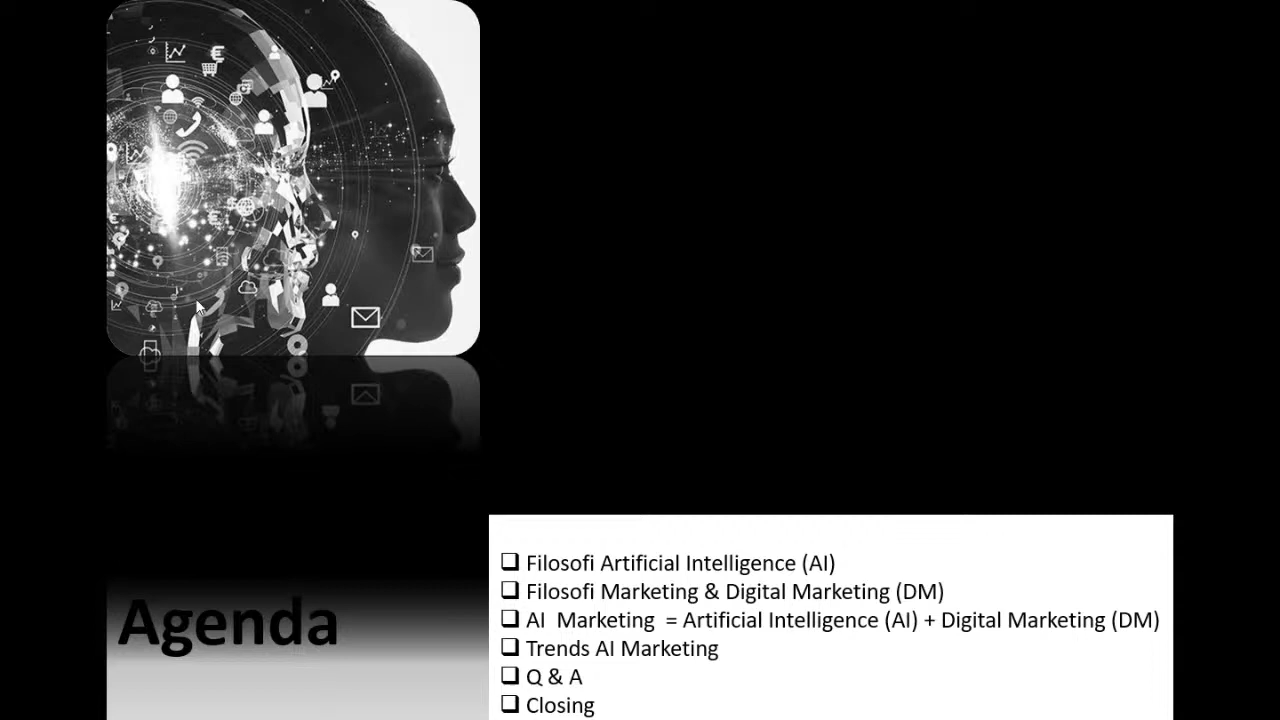 Agenda
Filosofi Artificial Intelligence (AI)
Filosofi Marketing & Digital Marketing (DM)
AI Marketing = Artificial Intelligence (AI) + Digital Marketing (DM)
Trends AI Marketing
Q & A
Closing